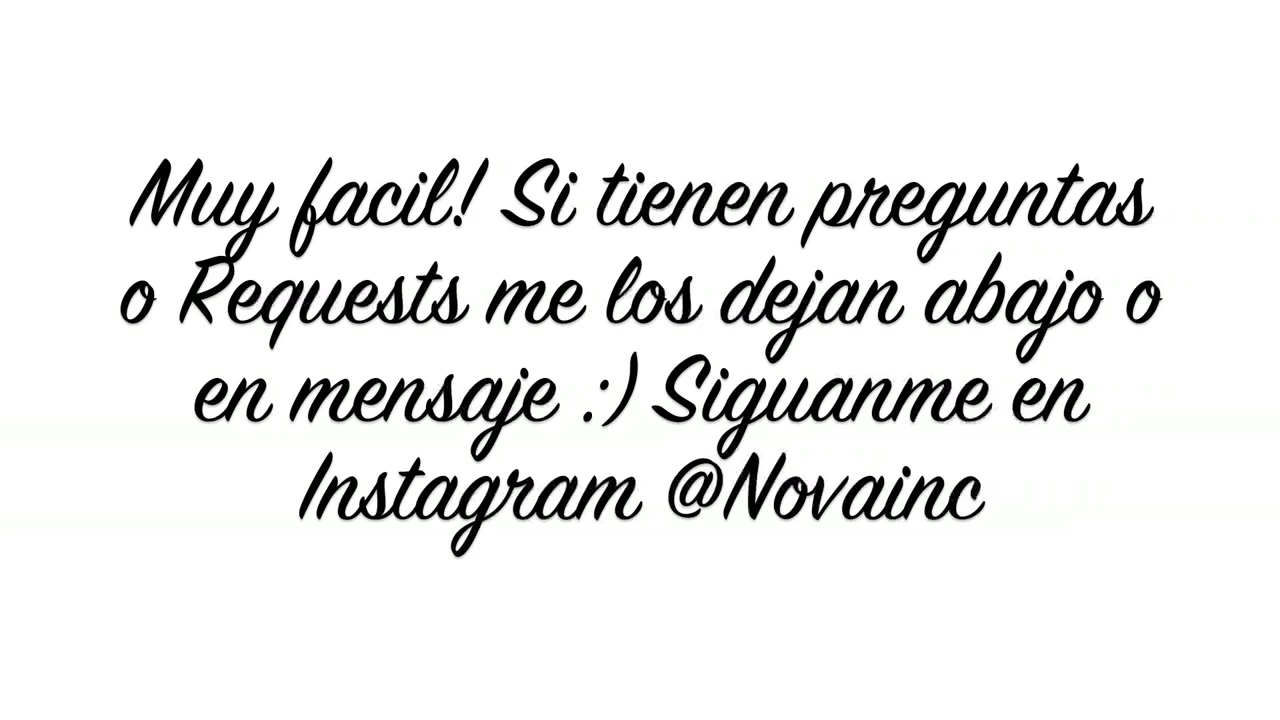 Muy facil! Si tienen preguntas
o Requests me los dejan abajo o
en mensaje :) Siguanme en
Instagram @Novainc